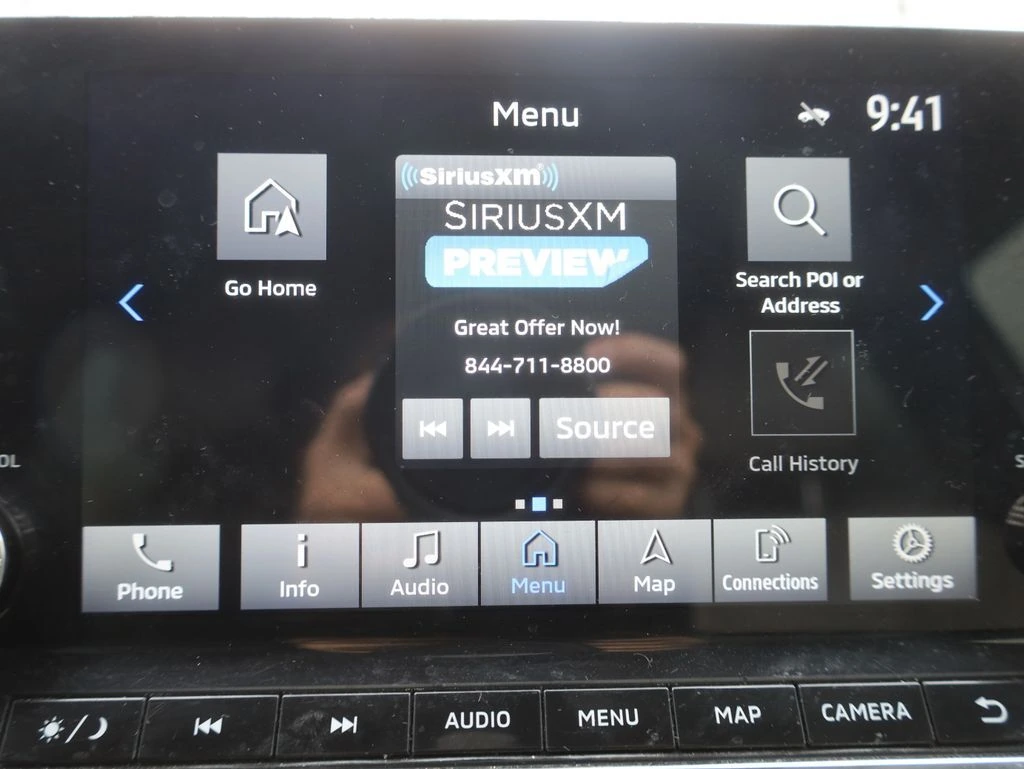 Menu
9:41
SiriusXM
SIRIUSXM
PREVIEW
Go Home
Search POI or
Address
Great Offer Now!
844-711-8800
Source
Call History
OL
S
Phone
Info
Audio
Menu
Map
Connections
Settings
AUDIO
MENU
MAP
CAMERA